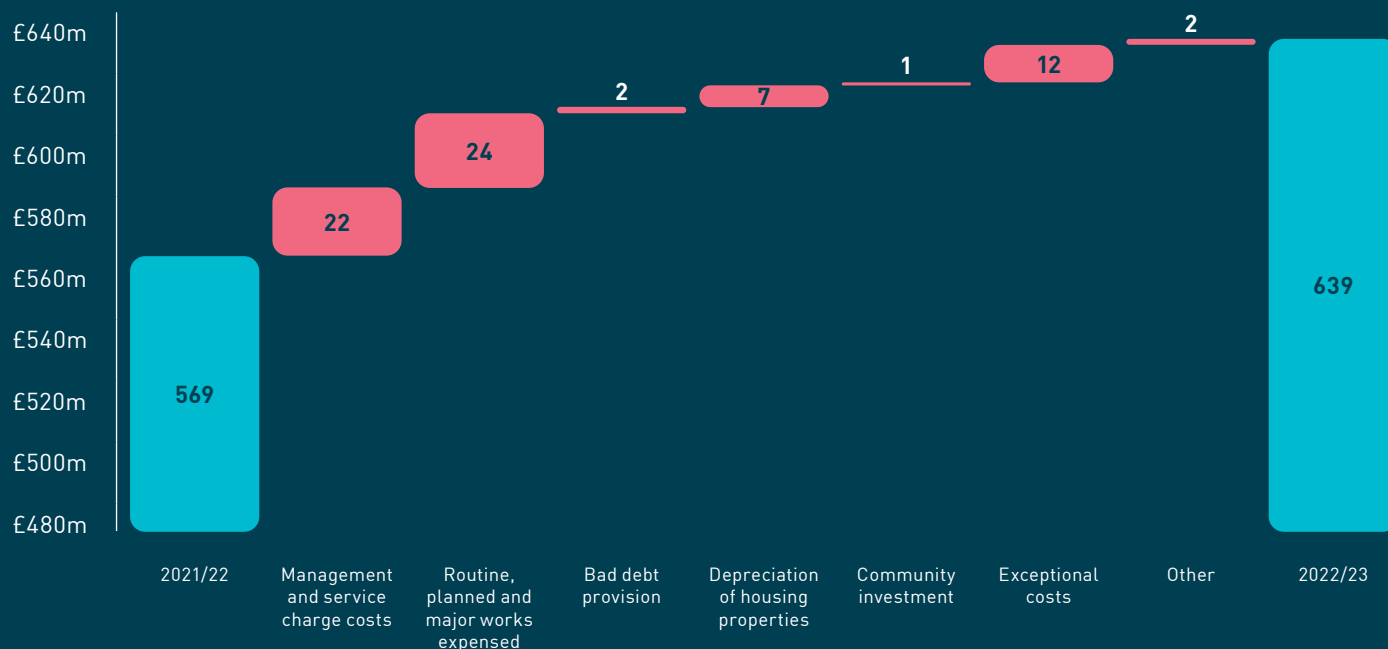 £640m
£620m
£600m
£580m
£560m
£540m
£520m
£500m
£480m
569
22
24
2
7
1
12
2
639
2021/22
Management
and service
charge costs
Routine,
planned and
major works
expensed
Bad debt
provision
Depreciation
of housing
properties
Community
investment
Exceptional
costs
Other
2022/23